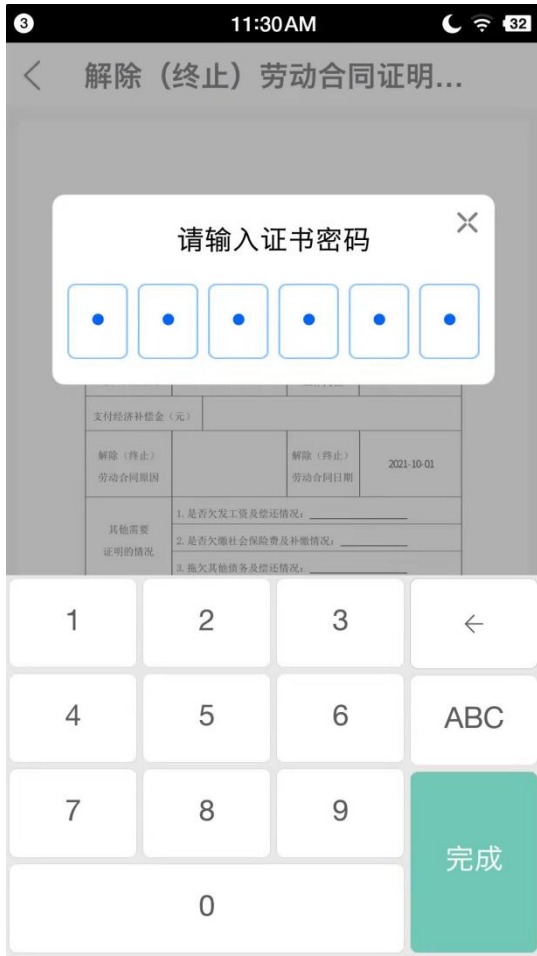 3
11:30AM
32
解除（终止）劳动合同证明...
请输入证书密码
支付经济补偿金（元）
解除（终止）
劳动合同原因
解除（终止）
劳动合同日期
2021-10-01
其他需要
证明的情况
1. 是否欠发工资及偿还情况：
2. 是否欠缴社会保险费及补缴情况：
3. 拖欠其他债务及偿还情况：
1
2
3
←
4
5
6
ABC
7
8
9
完成
0